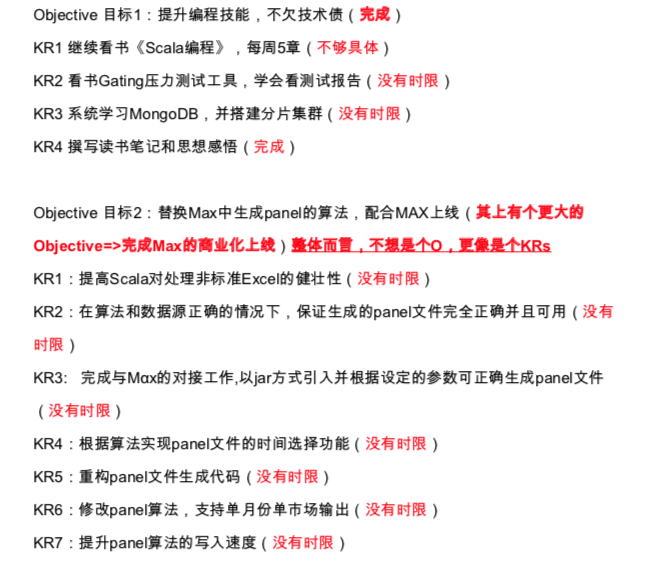 Objective 目标1：提升编程技能，不欠技术债（完成）
KR1 继续看书《Scala编程》，每周5章（不够具体）
KR2 看书Gating压力测试工具，学会看测试报告（没有时限）
KR3 系统学习MongoDB，并搭建分片集群（没有时限）
KR4 撰写读书笔记和思想感悟（完成）
Objective 目标2：替换Max中生成panel的算法，配合MAX上线（其上有个更大的
Objective=>完成Max的商业化上线）整体而言，不想是个O，更像是个KRs
KR1：提高Scala对处理非标准Excel的健壮性（没有时限）
KR2：在算法和数据源正确的情况下，保证生成的panel文件完全正确并且可用（没有
时限）
KR3: 完成与Mαx的对接工作,以jar方式引入并根据设定的参数可正确生成panel文件
（没有时限）
KR4：根据算法实现panel文件的时间选择功能（没有时限）
KR5：重构panel文件生成代码（没有时限）
KR6：修改panel算法，支持单月份单市场输出（没有时限）
KR7：提升panel算法的写入速度（没有时限）